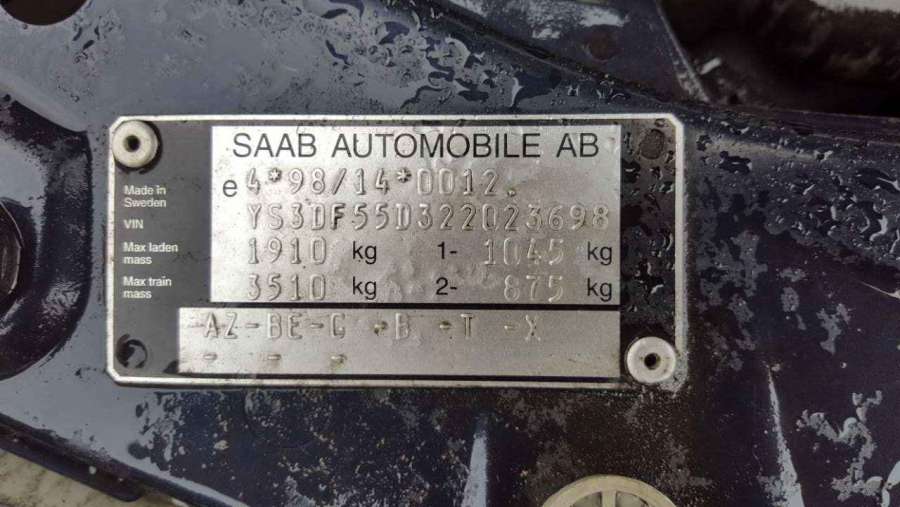 SAAB AUTOMOBILE AB
e4*98/14*0012.
Made in
Sweden
VIN YS3DF55D322023698
Max laden
mass 1910 kg 1- 1045 kg
Max train
mass 3510 kg 2- 875 kg
-AZ-BE-C -B -T -X
- - -